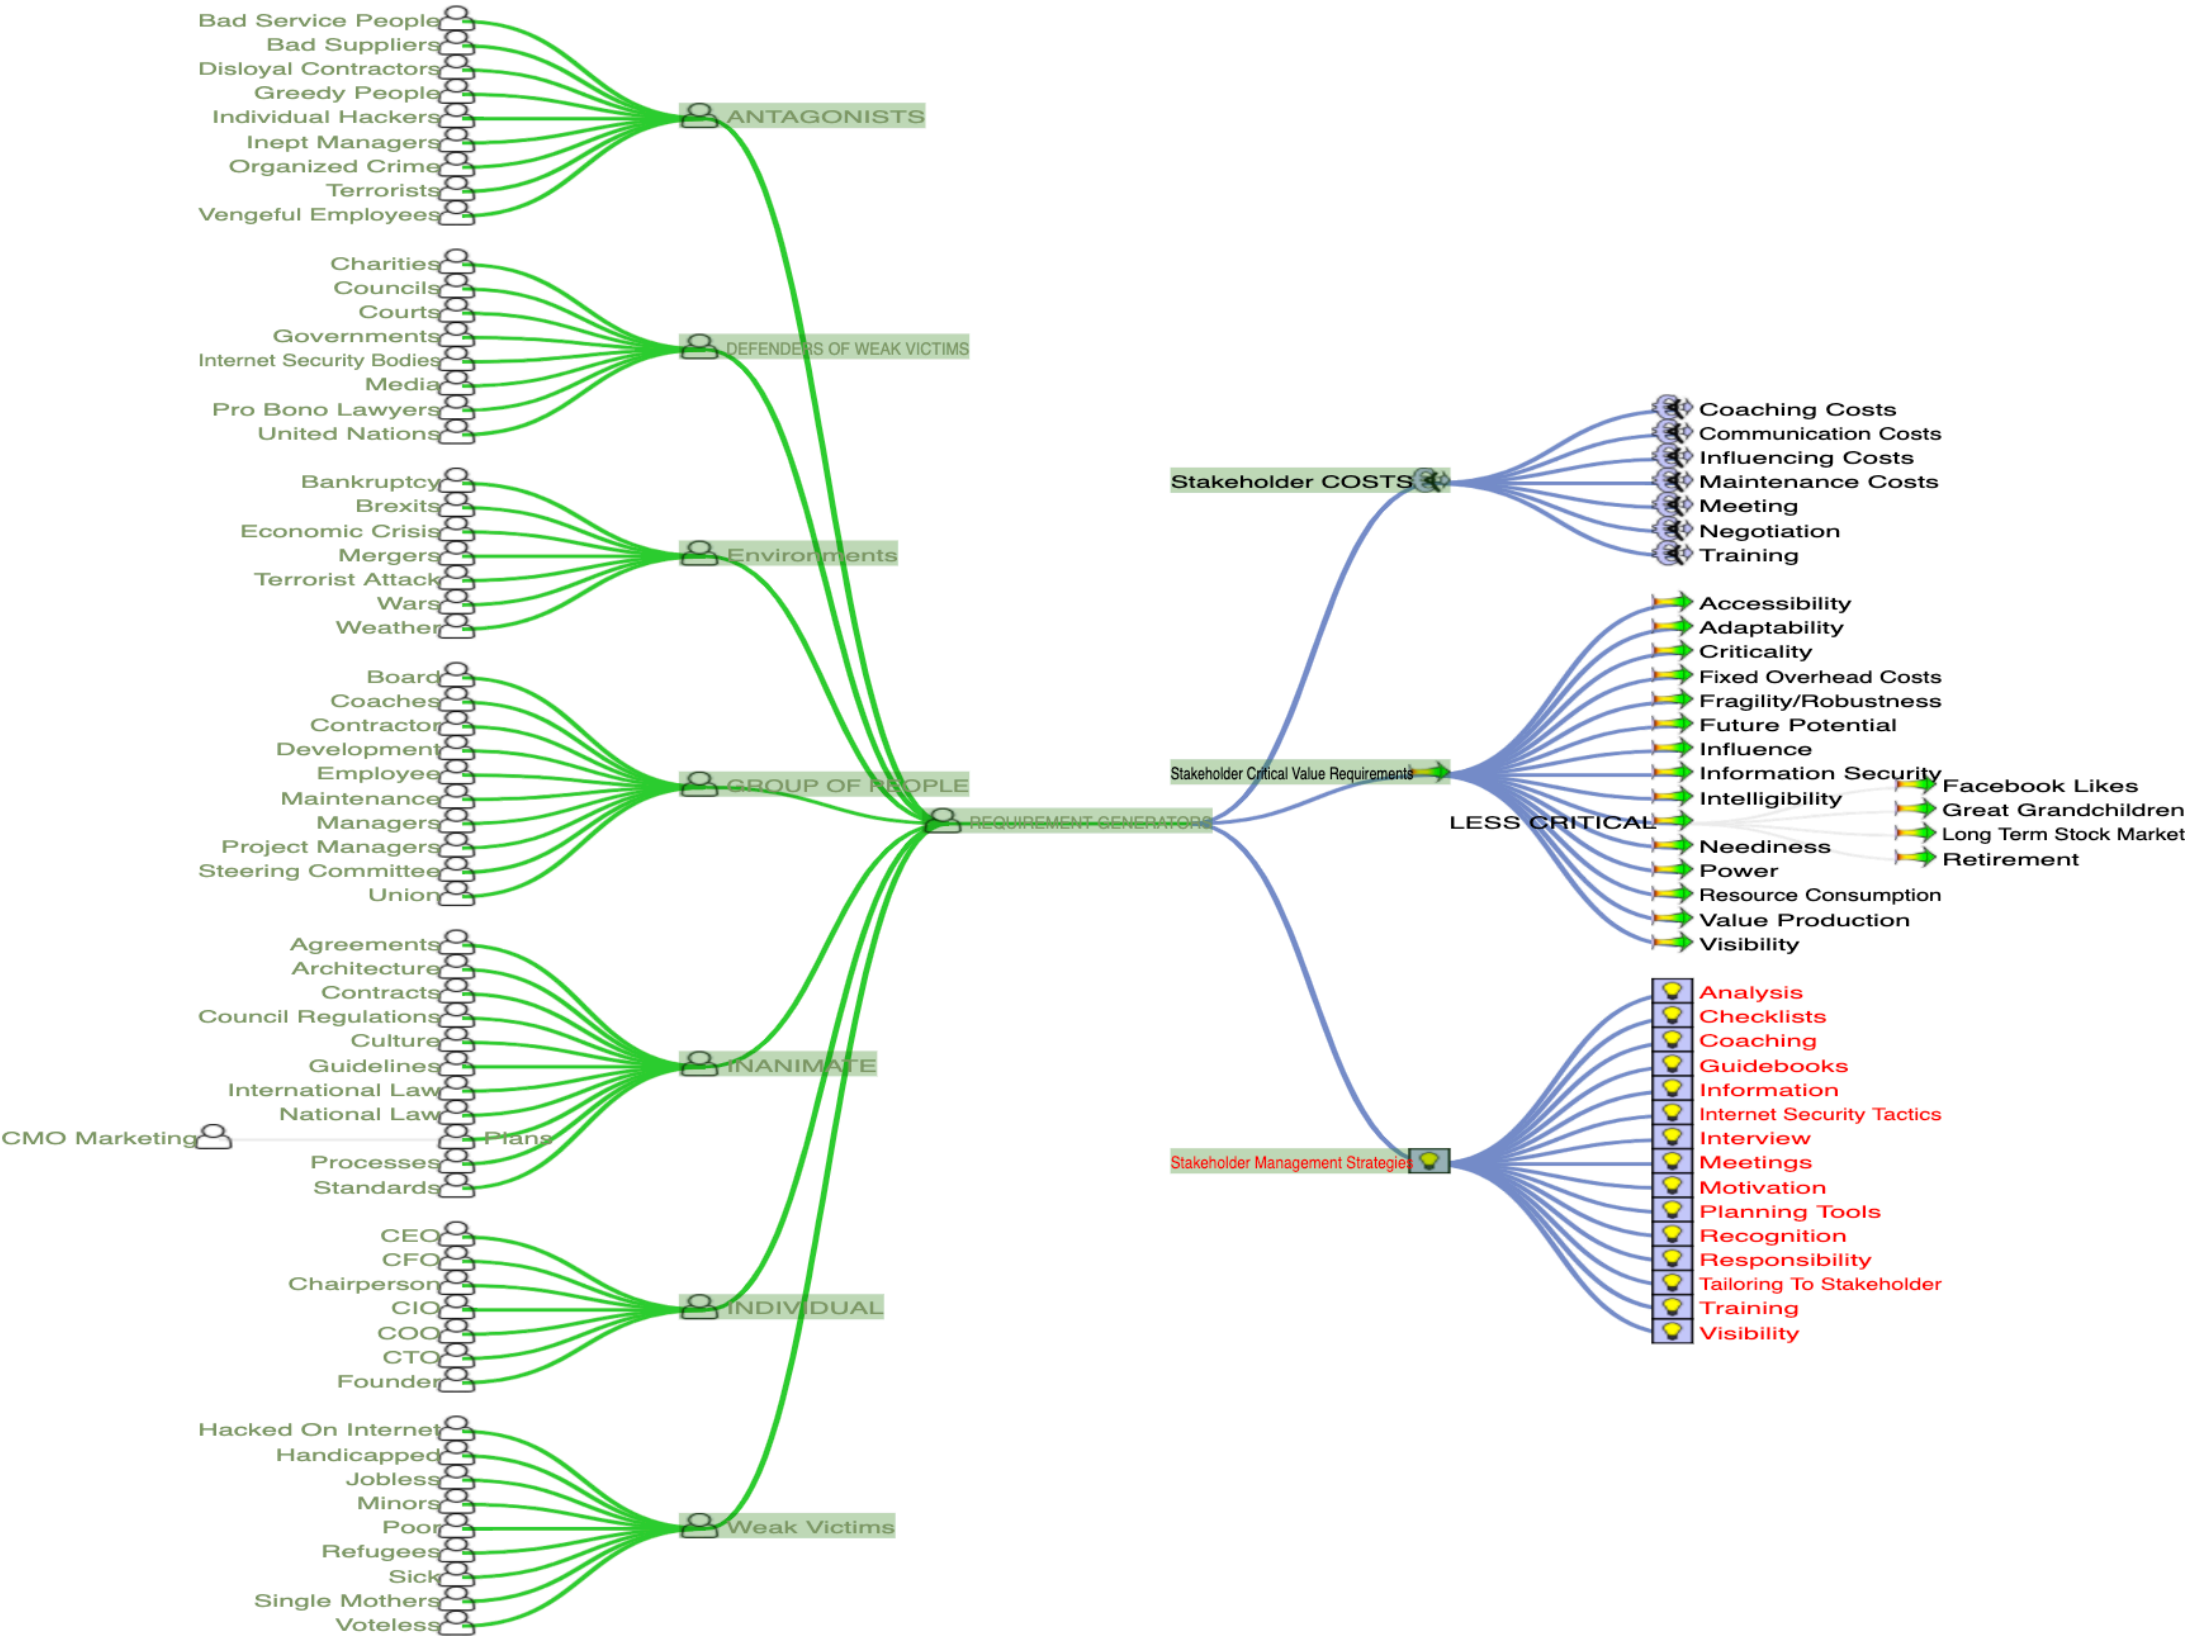 Bad Service People
Bad Suppliers
Disloyal Contractors
Greedy People
Individual Hackers
Inept Managers
Organized Crime
Terrorists
Vengeful Employees
ANTAGONISTS
Charities
Councils
Courts
Governments
Internet Security Bodies
Media
Pro Bono Lawyers
United Nations
DEFENDERS OF WEAK VICTIMS
Bankruptcy
Brexits
Economic Crisis
Mergers
Terrorist Attack
Wars
Weather
Environments
Board
Coaches
Contractor
Development
Employee
Maintenance
Managers
Project Managers
Steering Committee
Union
GROUP OF PEOPLE
Agreements
Architecture
Contracts
Council Regulations
Culture
Guidelines
International Law
National Law
CMO Marketing
Plans
Processes
Standards
INANIMATE
CEO
CFO
Chairperson
CIO
COO
CTO
Founder
INDIVIDUAL
Hacked On Internet
Handicapped
Jobless
Minors
Poor
Refugees
Sick
Single Mothers
Voteless
Weak Victims
REQUIREMENT GENERATORS
Stakeholder COSTS
Coaching Costs
Communication Costs
Influencing Costs
Maintenance Costs
Meeting
Negotiation
Training
Stakeholder Critical Value Requirements
Accessibility
Adaptability
Criticality
Fixed Overhead Costs
Fragility/Robustness
Future Potential
Influence
Information Security
Intelligibility
LESS CRITICAL
Facebook Likes
Great Grandchildren
Long Term Stock Market
Retirement
Neediness
Power
Resource Consumption
Value Production
Visibility
Stakeholder Management Strategies
Analysis
Checklists
Coaching
Guidebooks
Information
Internet Security Tactics
Interview
Meetings
Motivation
Planning Tools
Recognition
Responsibility
Tailoring To Stakeholder
Training
Visibility